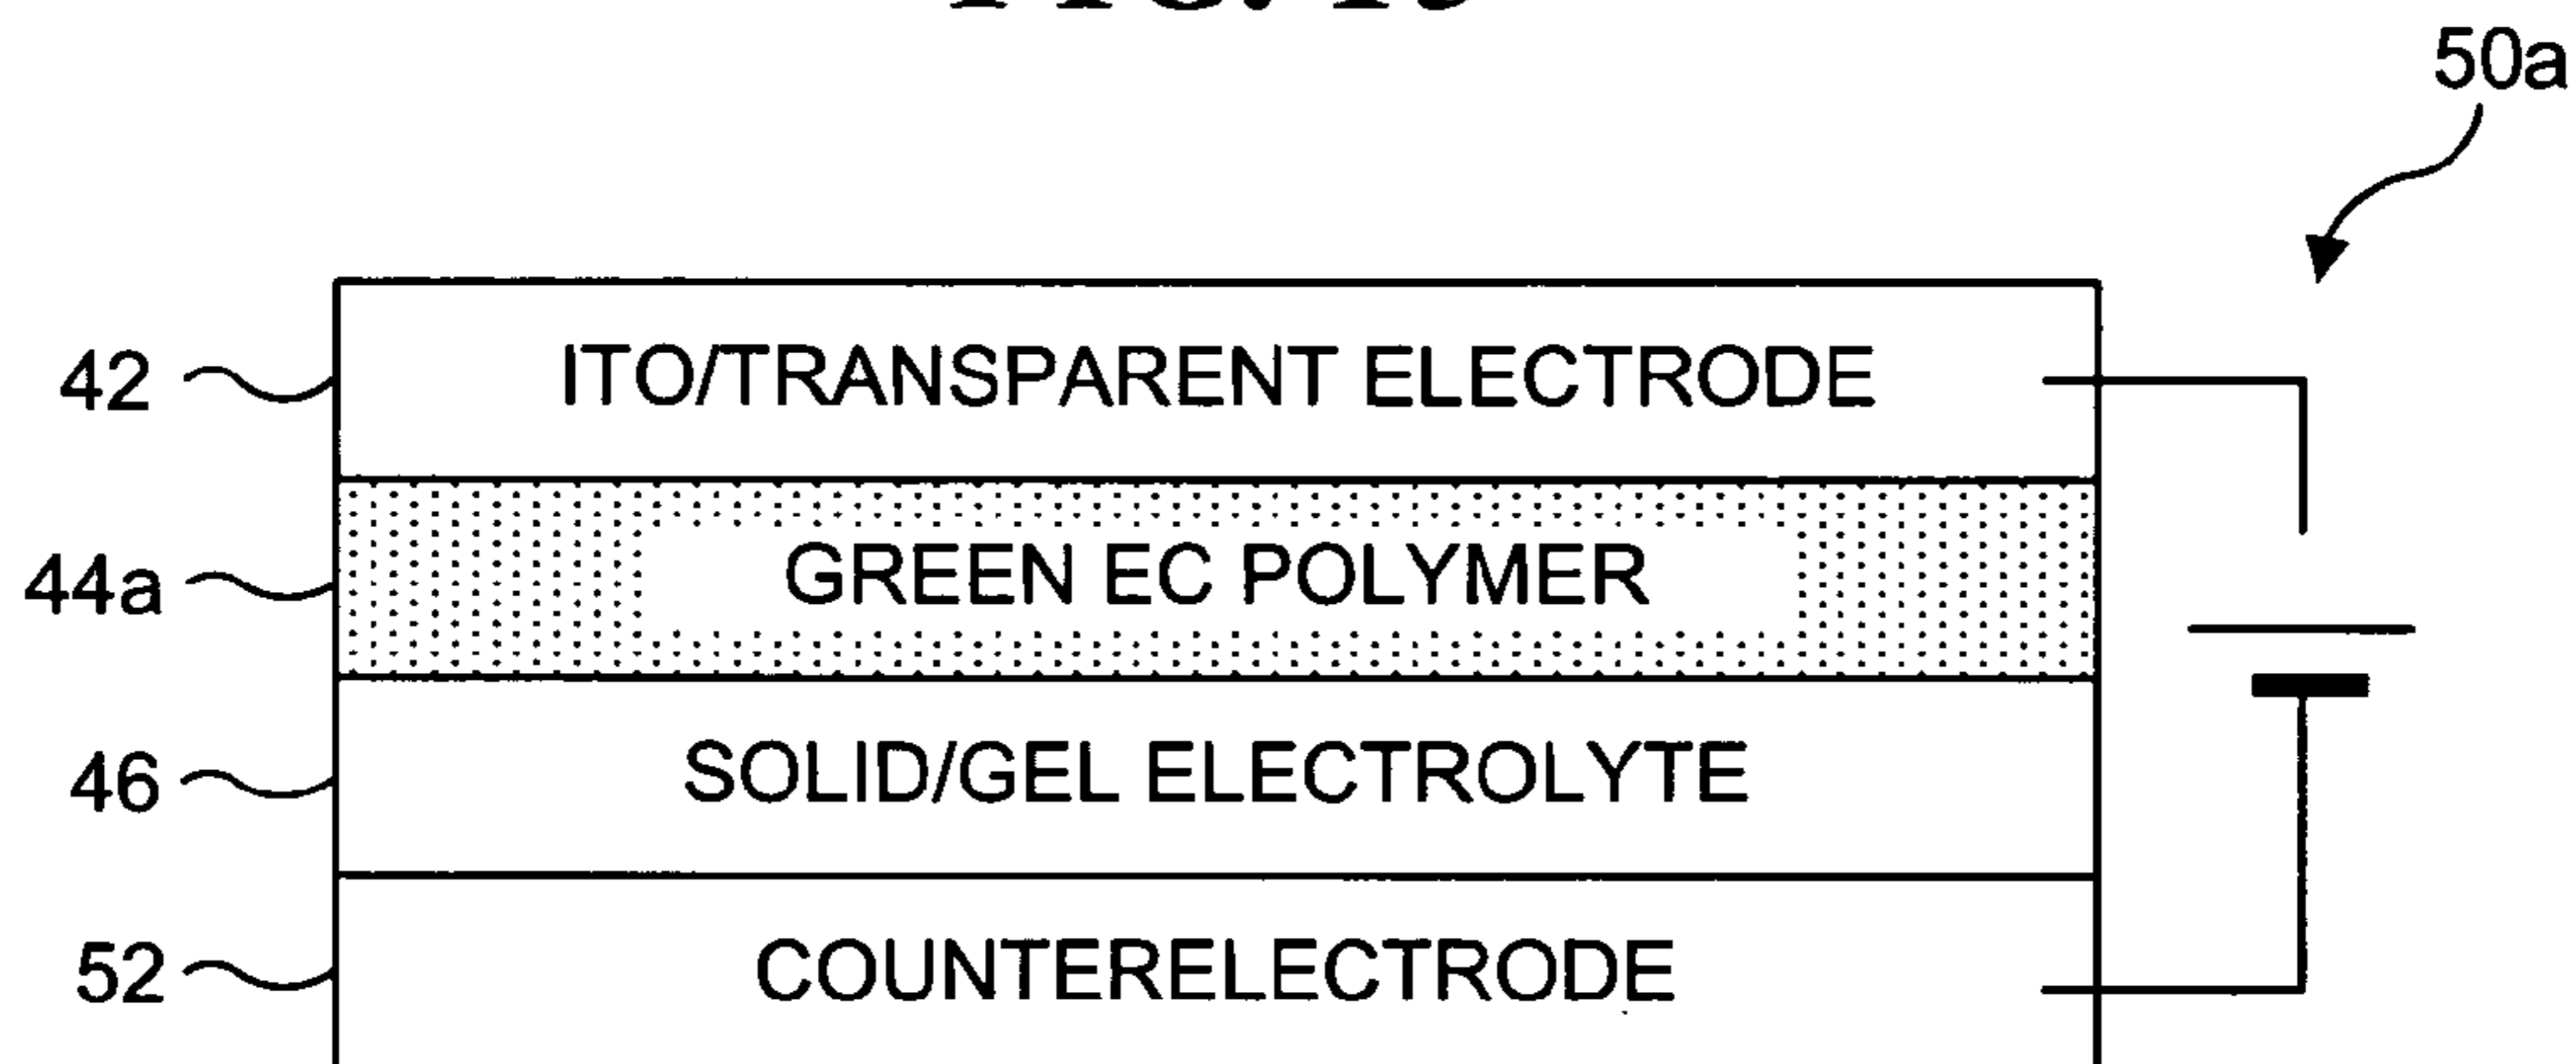 50a
42 ITO/TRANSPARENT ELECTRODE
44a GREEN EC POLYMER
46 SOLID/GEL ELECTROLYTE
52 COUNTERELECTRODE